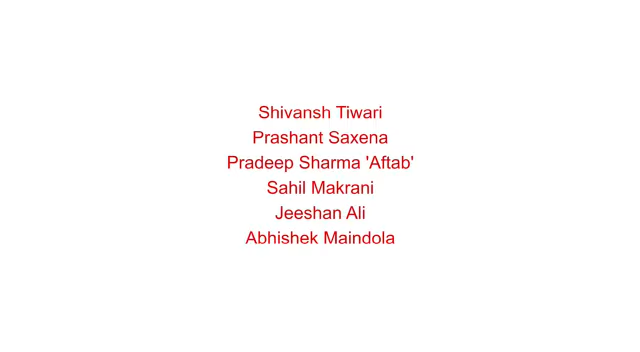 Shivansh Tiwari
Prashant Saxena
Pradeep Sharma 'Aftab'
Sahil Makrani
Jeeshan Ali
Abhishek Maindola